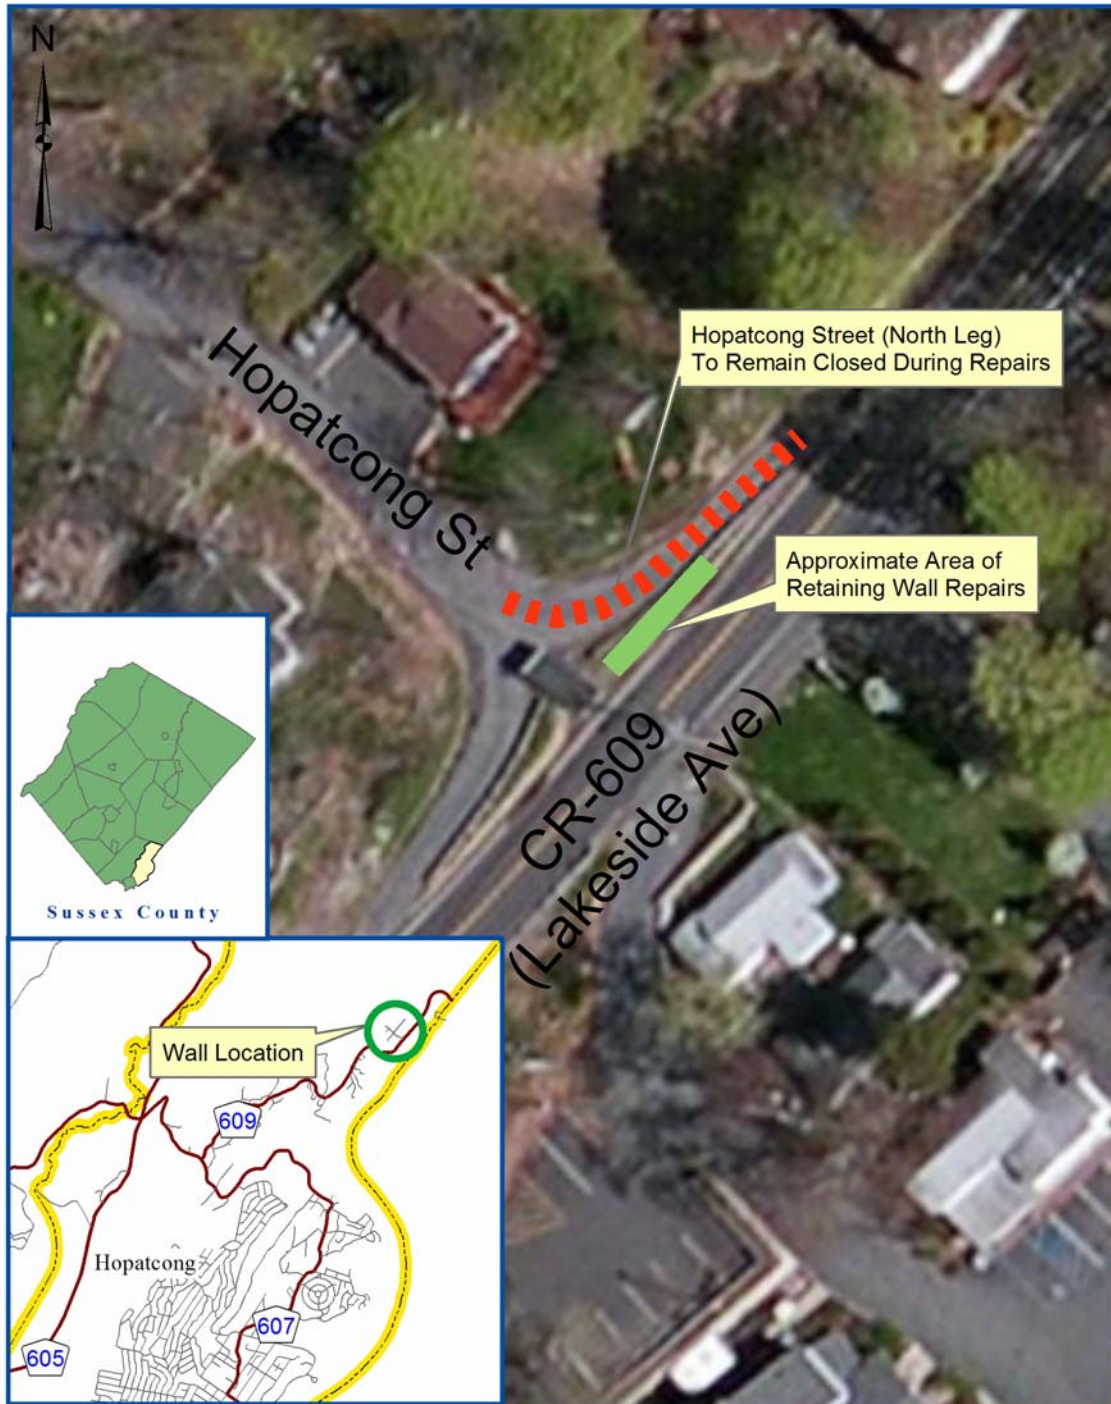 N
Hopatcong Street (North Leg)
To Remain Closed During Repairs
Hopatcong St
Approximate Area of
Retaining Wall Repairs
CR-609
(Lakeside Ave)
Sussex County
Wall Location
609
Hopatcong
607
605